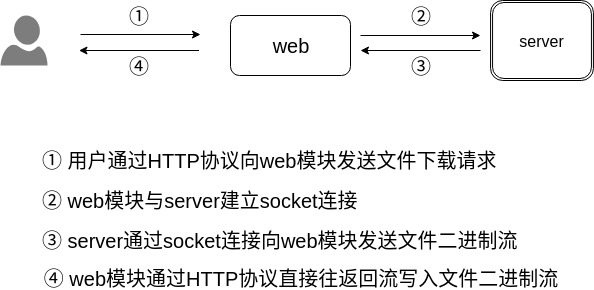 ① ②
web server
④ ③
① 用户通过HTTP协议向web模块发送文件下载请求
② web模块与server建立socket连接
③ server通过socket连接向web模块发送文件二进制流
④ web模块通过HTTP协议直接往返回流写入文件二进制流